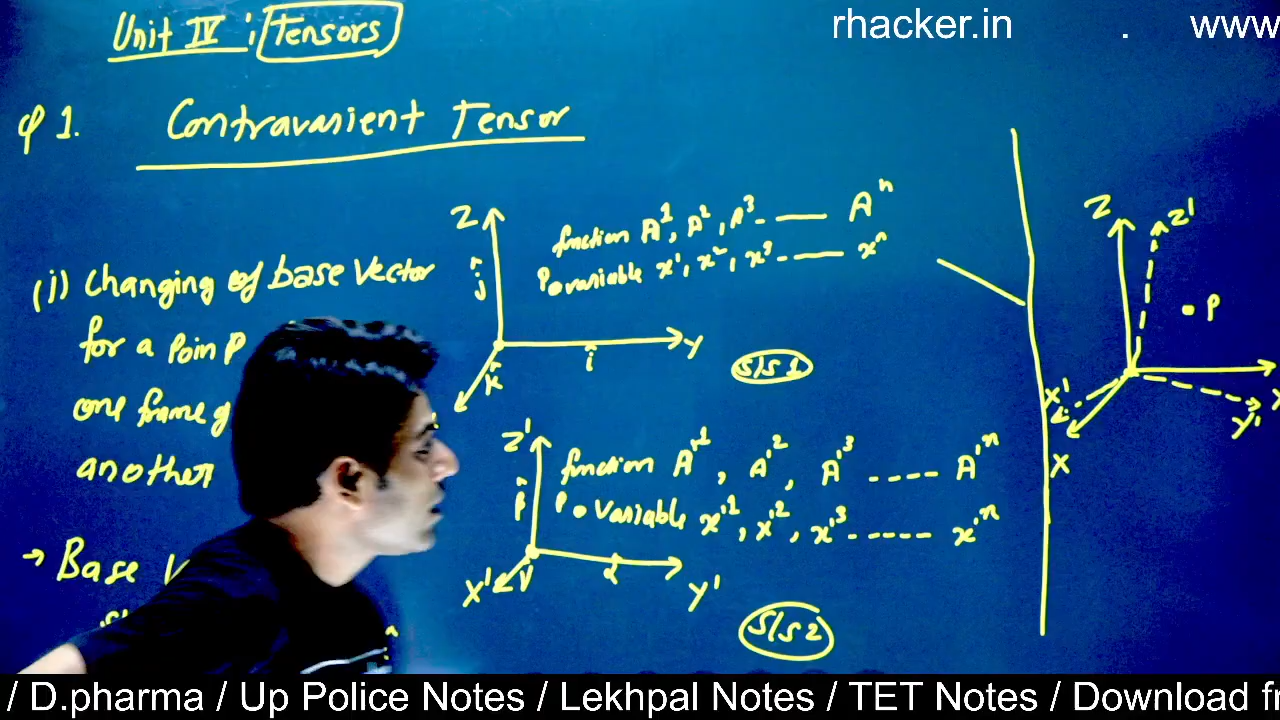 rhacker.in . www
Unit IV : Tensors
Q 1. Contravarient Tensor
(i) Changing of base vector
for a Poin P
one frame
another
→ Base
Z
ĵ
Y
î
k̂
function A¹, A², A³ - —— Aⁿ
P variable x¹, x², x³ - —— xⁿ
S/S 1
Z'
Y'
X'
function A'¹, A'², A'³ ---- A'ⁿ
P • Variable x'¹, x'², x'³ ----- x'ⁿ
S/S 2
Z
Z'
• P
X'
Y'
X
/ D.pharma / Up Police Notes / Lekhpal Notes / TET Notes / Download fr